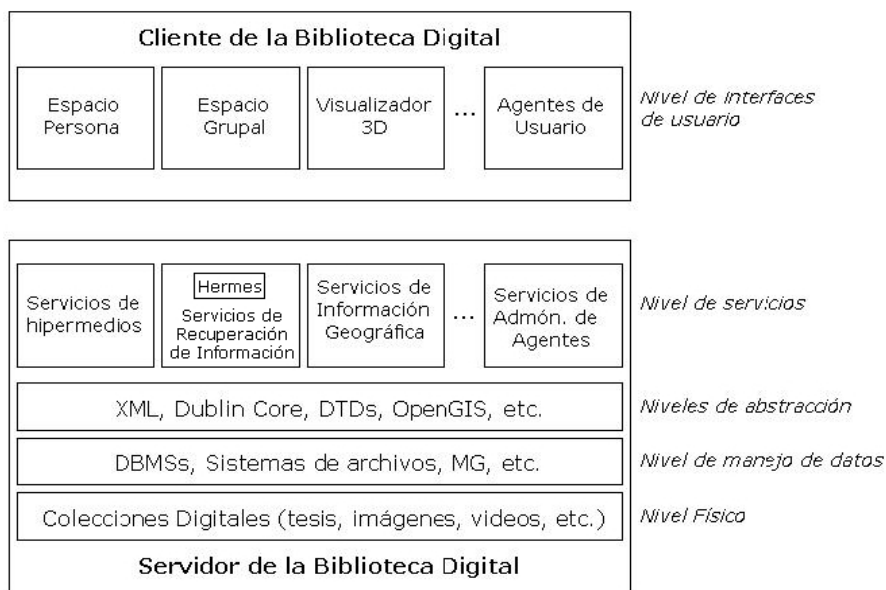 Cliente de la Biblioteca Digital
Espacio
Persona
Espacio
Grupal
Visualizador
3D
...
Agentes de
Usuario
Nivel de Interfaces
de usuario
Servicios de
hipermedios
Hermes
Servicios de
Recuperación
de Información
Servicios de
Información
Geográfica
...
Servicios de
Admón. de
Agentes
Nivel de servicios
XML, Dublin Core, DTDs, OpenGIS, etc.
Niveles de abstracción
DBMSs, Sistemas de archivos, MG, etc.
Nivel de manejo de datos
Colecciones Digitales (tesis, imágenes, videos, etc.)
Nivel Físico
Servidor de la Biblioteca Digital